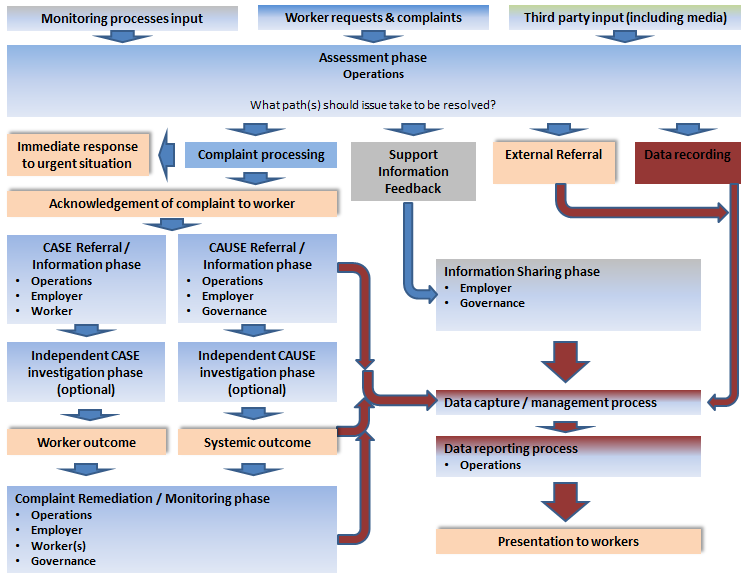 Monitoring processes input
Worker requests & complaints
Third party input (including media)
Assessment phase
Operations
What path(s) should issue take to be resolved?
Immediate response
to urgent situation
Complaint processing
Support
Information
Feedback
External Referral
Data recording
Acknowledgement of complaint to worker
CASE Referral /
Information phase
• Operations
• Employer
• Worker
CAUSE Referral /
Information phase
• Operations
• Employer
• Governance
Information Sharing phase
• Employer
• Governance
Independent CASE
investigation phase
(optional)
Independent CAUSE
investigation phase
(optional)
Data capture / management process
Worker outcome
Systemic outcome
Data reporting process
• Operations
Complaint Remediation / Monitoring phase
• Operations
• Employer
• Worker(s)
• Governance
Presentation to workers